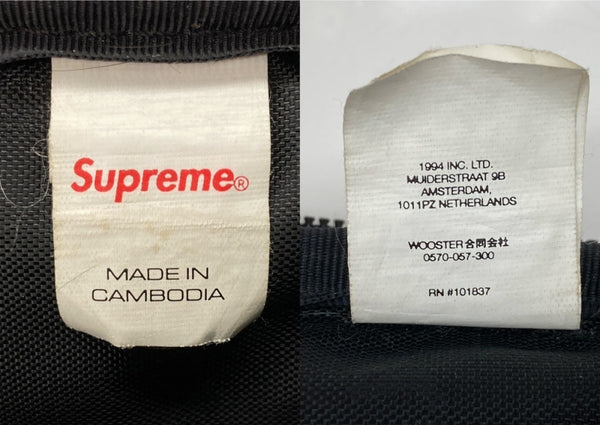 Supreme®
MADE IN
CAMBODIA
1994 INC. LTD.
MUIDERSTRAAT 9B
AMSTERDAM,
1011PZ NETHERLANDS
WOOSTER合同会社
0570-057-300
RN #101837